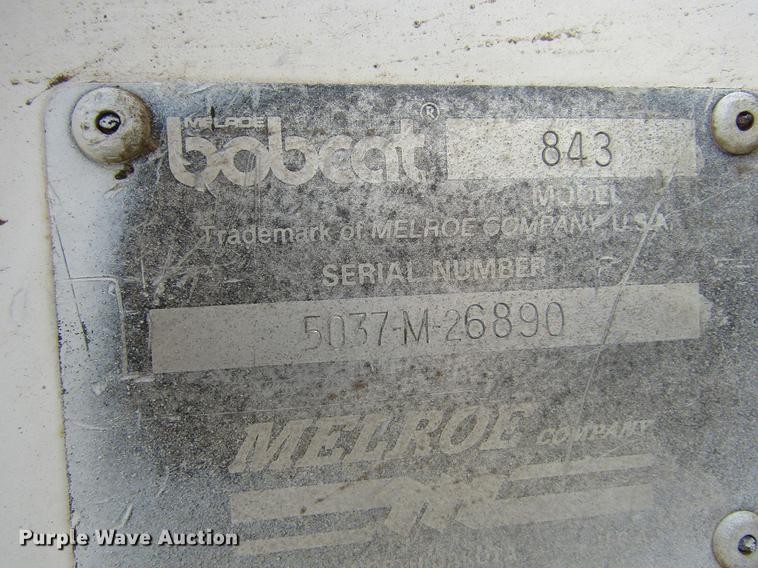 MELROE
bobcat® 843
MODEL
Trademark of MELROE COMPANY U.S.A.
SERIAL NUMBER
5037-M-26890
MELROE COMPANY
Purple Wave Auction